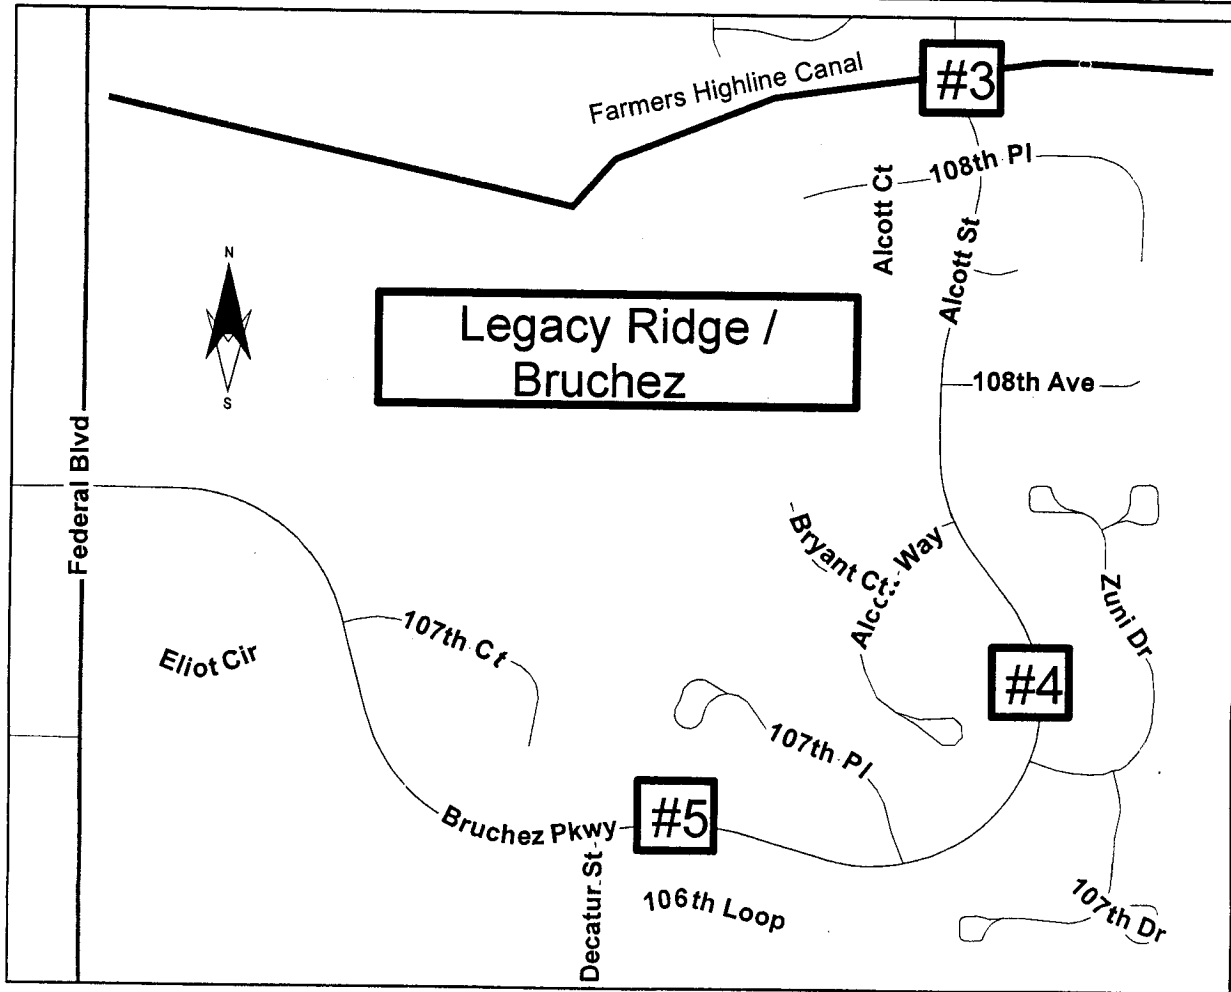 #3
Farmers Highline Canal
108th Pl
Alcott Ct
Alcott St
N
S
Legacy Ridge /
Bruchez
108th Ave
Federal Blvd
Bryant Ct
Alcott Way
Zuni Dr
107th Ct
Eliot Cir
#4
107th Pl
#5
Bruchez Pkwy
Decatur St
106th Loop
107th Dr